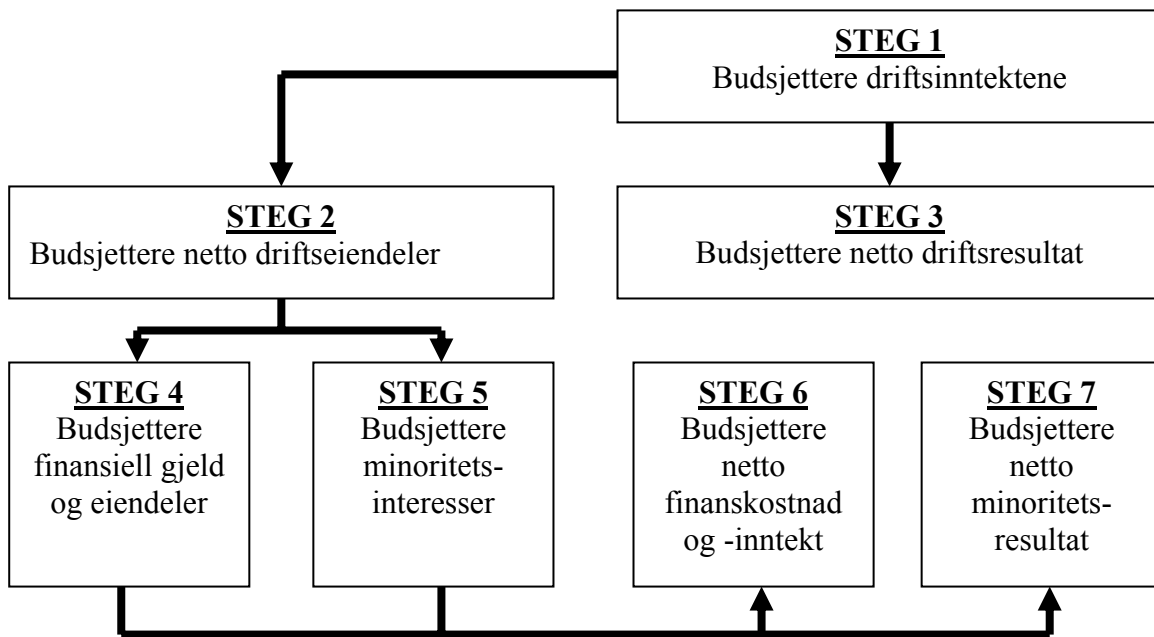 STEG 1
Budsjettere driftsinntektene
STEG 2
Budsjettere netto driftseiendeler
STEG 3
Budsjettere netto driftsresultat
STEG 4
Budsjettere
finansiell gjeld
og eiendeler
STEG 5
Budsjettere
minoritets-
interesser
STEG 6
Budsjettere
netto
finanskostnad
og -inntekt
STEG 7
Budsjettere
netto
minoritets-
resultat